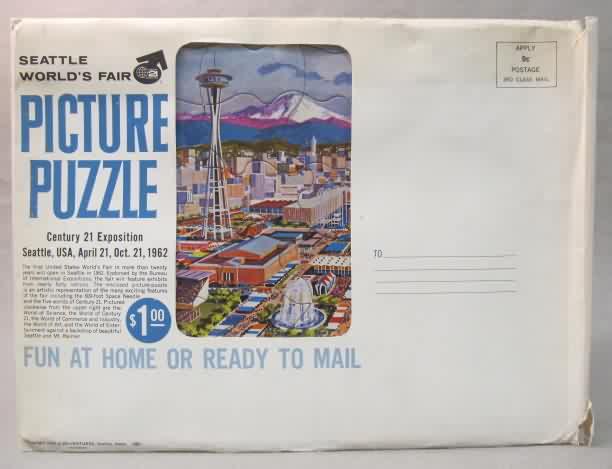 SEATTLE
WORLD'S FAIR
PICTURE
PUZZLE
Century 21 Exposition
Seattle, USA, April 21, Oct. 21, 1962
The first United States World's Fair in more than twenty
years will open in Seattle in 1962. Endorsed by the Bureau
of International Expositions, the fair will feature exhibits
from nearly forty nations. The enclosed picture-puzzle
is an artistic representation of the many exciting features
of the fair including the 600-foot Space Needle
and the five worlds of Century 21. Pictured
clockwise from the upper right are the
World of Science, the World of Century
21, the World of Commerce and Industry,
the World of Art, and the World of Enter-
tainment against a backdrop of beautiful
Seattle and Mt. Rainier.
$1.00
FUN AT HOME OR READY TO MAIL
APPLY
9c
POSTAGE
3RD CLASS MAIL
TO